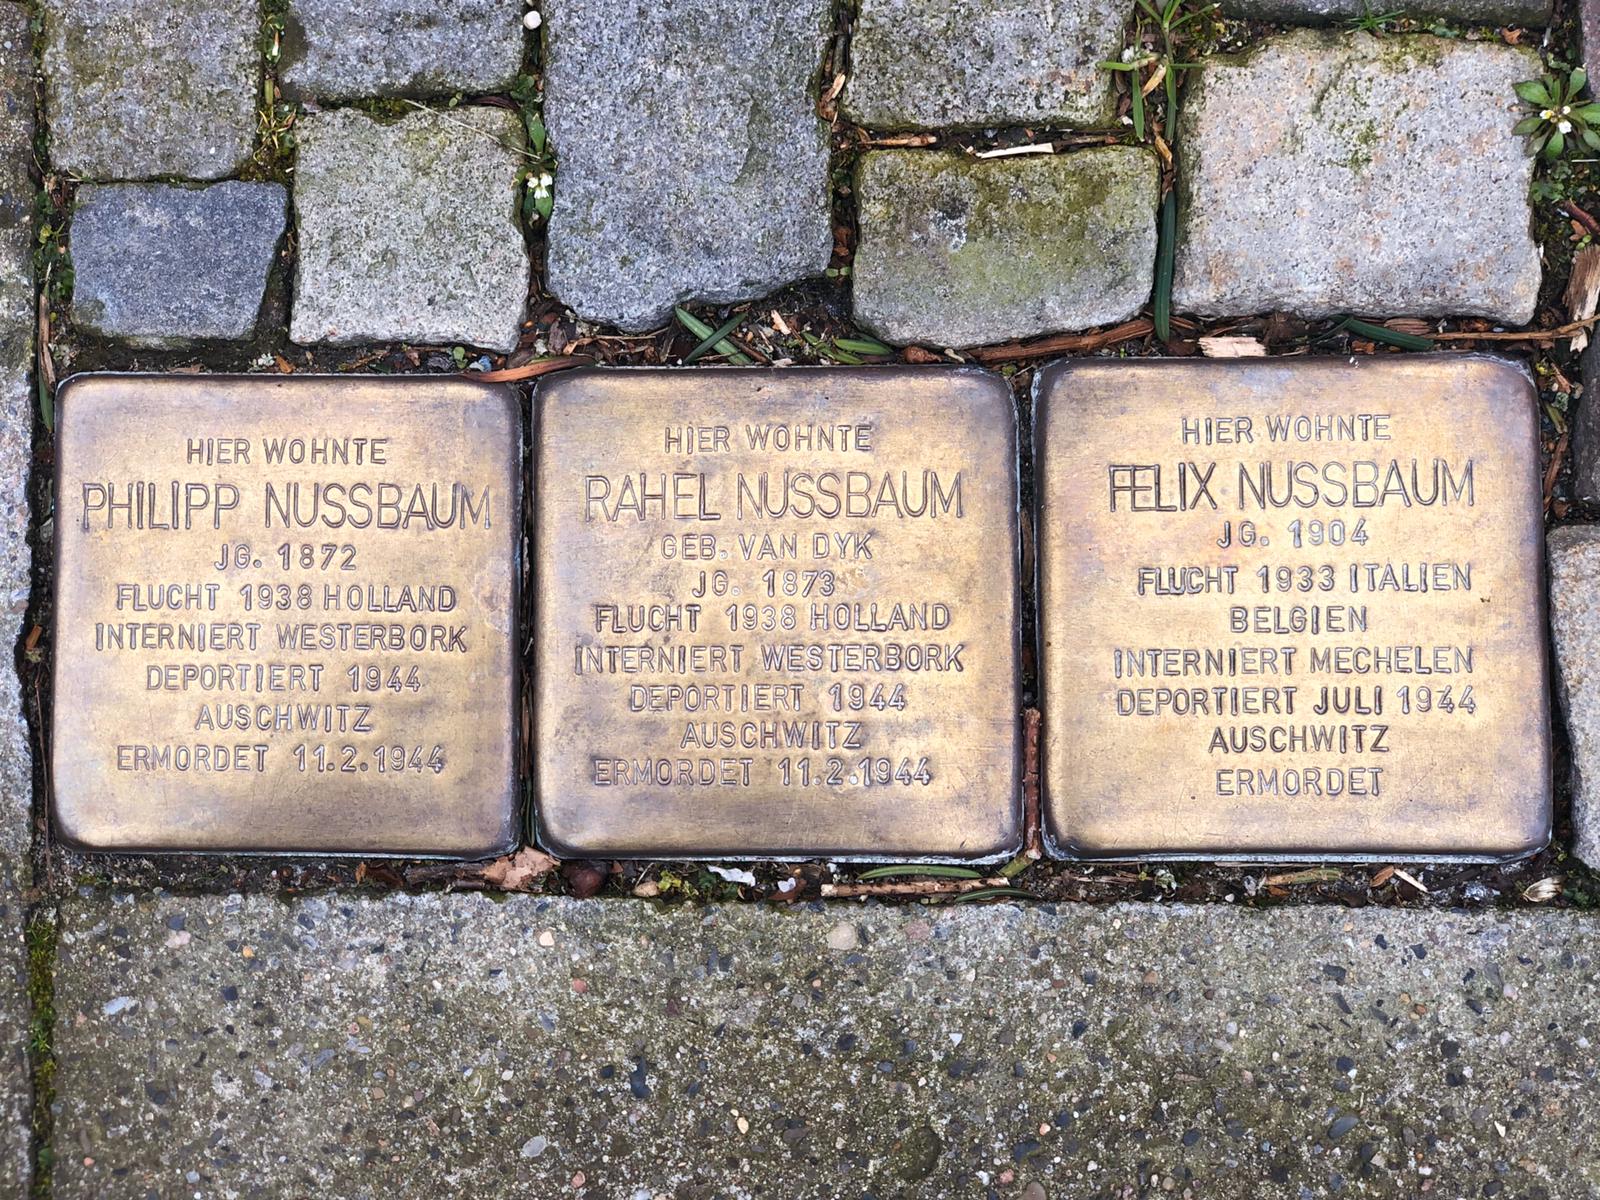 HIER WOHNTE
PHILIPP NUSSBAUM
JG. 1872
FLUCHT 1938 HOLLAND
INTERNIERT WESTERBORK
DEPORTIERT 1944
AUSCHWITZ
ERMORDET 11.2.1944
HIER WOHNTE
RAHEL NUSSBAUM
GEB. VAN DYK
JG. 1873
FLUCHT 1938 HOLLAND
INTERNIERT WESTERBORK
DEPORTIERT 1944
AUSCHWITZ
ERMORDET 11.2.1944
HIER WOHNTE
FELIX NUSSBAUM
JG. 1904
FLUCHT 1933 ITALIEN
BELGIEN
INTERNIERT MECHELEN
DEPORTIERT JULI 1944
AUSCHWITZ
ERMORDET